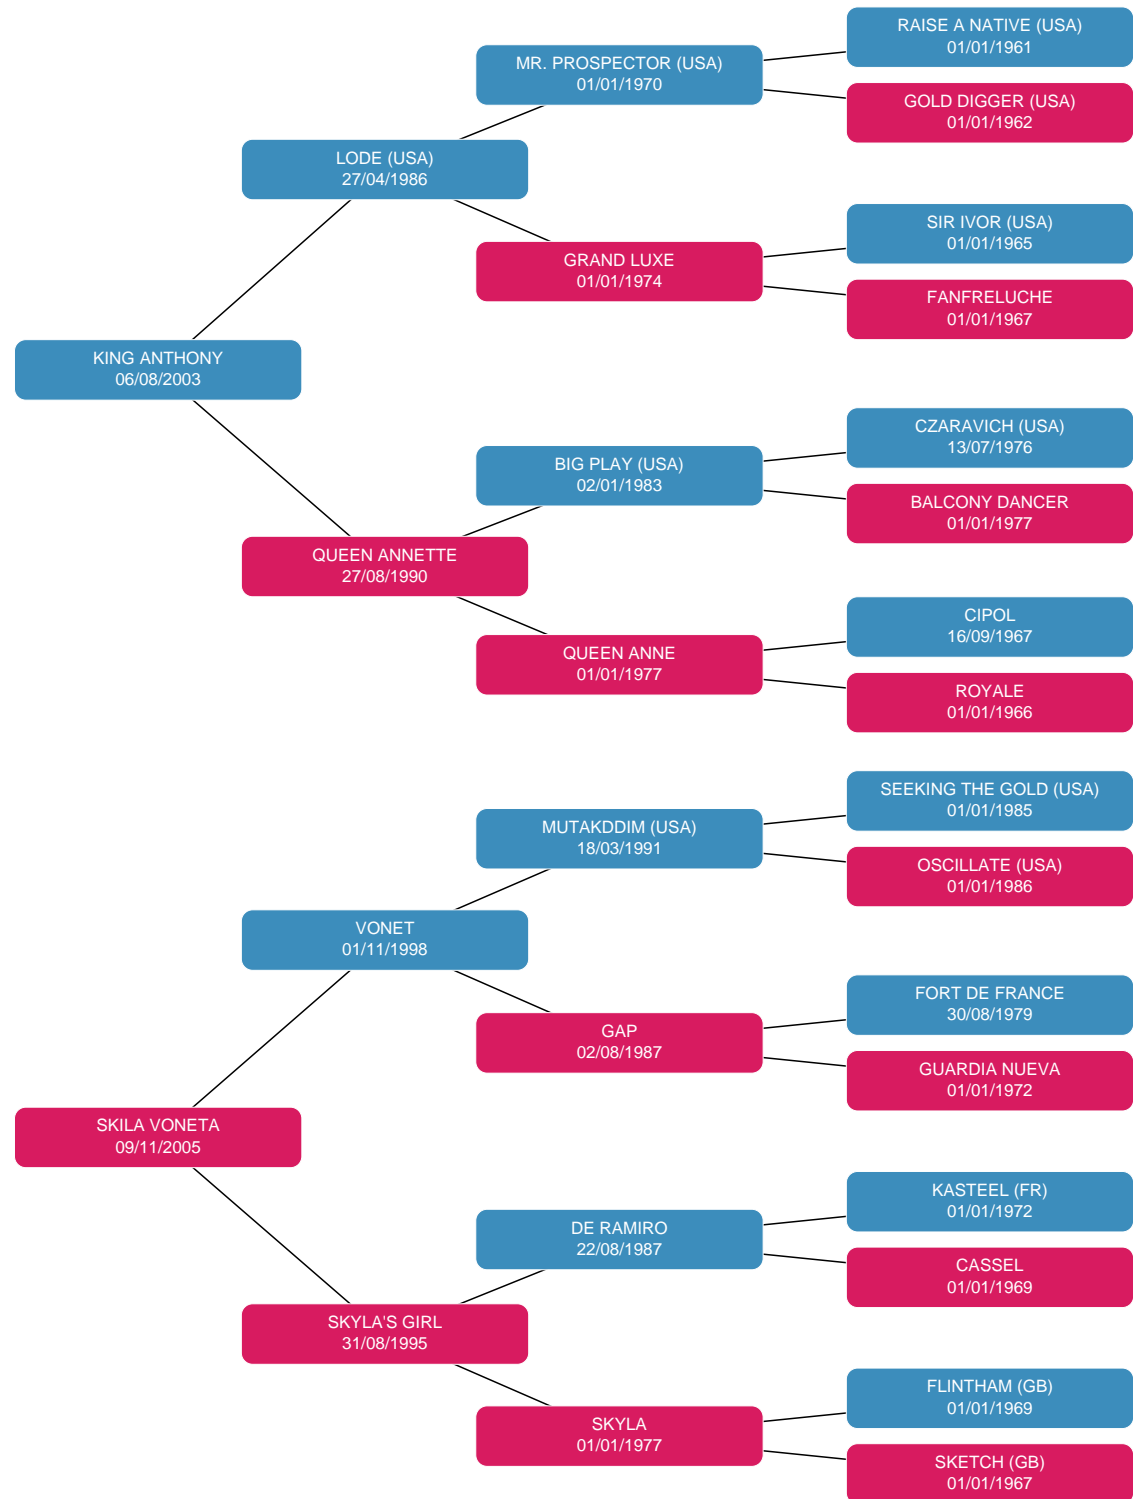 RAISE A NATIVE (USA)
01/01/1961
MR. PROSPECTOR (USA)
01/01/1970
GOLD DIGGER (USA)
01/01/1962
LODE (USA)
27/04/1986
SIR IVOR (USA)
01/01/1965
GRAND LUXE
01/01/1974
FANFRELUCHE
01/01/1967
KING ANTHONY
06/08/2003
CZARAVICH (USA)
13/07/1976
BIG PLAY (USA)
02/01/1983
BALCONY DANCER
01/01/1977
QUEEN ANNETTE
27/08/1990
CIPOL
16/09/1967
QUEEN ANNE
01/01/1977
ROYALE
01/01/1966
SEEKING THE GOLD (USA)
01/01/1985
MUTAKDDIM (USA)
18/03/1991
OSCILLATE (USA)
01/01/1986
VONET
01/11/1998
FORT DE FRANCE
30/08/1979
GAP
02/08/1987
GUARDIA NUEVA
01/01/1972
SKILA VONETA
09/11/2005
KASTEEL (FR)
01/01/1972
DE RAMIRO
22/08/1987
CASSEL
01/01/1969
SKYLA'S GIRL
31/08/1995
FLINTHAM (GB)
01/01/1969
SKYLA
01/01/1977
SKETCH (GB)
01/01/1967